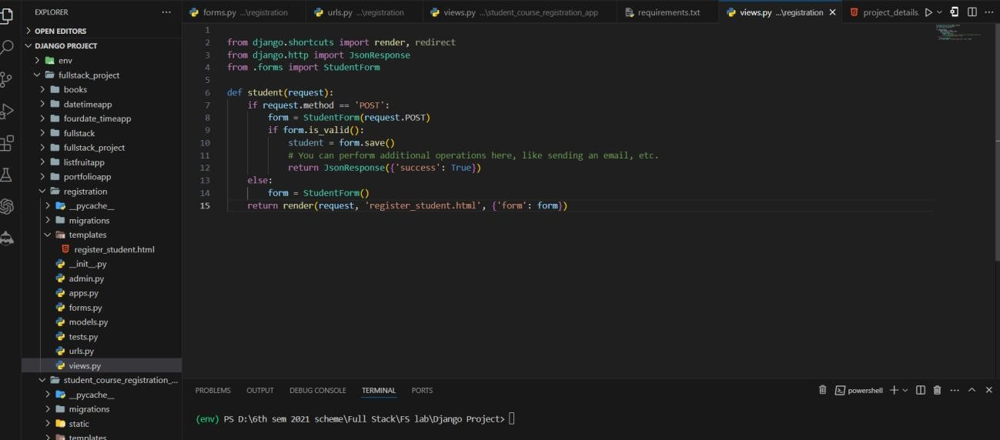 EXPLORER
OPEN EDITORS
DJANGO PROJECT
env
fullstack_project
books
datetimeapp
fourdate_timeapp
fullstack
fullstack_project
listfruitapp
portfolioapp
registration
__pycache__
migrations
templates
register_student.html
__init__.py
admin.py
apps.py
forms.py
models.py
tests.py
urls.py
views.py
student_course_registration_...
__pycache__
migrations
static
templates
forms.py ...\registration
urls.py ...\registration
views.py ...\student_course_registration_app
requirements.txt
views.py ...\registration
project_details.
1
2 from django.shortcuts import render, redirect
3 from django.http import JsonResponse
4 from .forms import StudentForm
5
6 def student(request):
7 if request.method == 'POST':
8 form = StudentForm(request.POST)
9 if form.is_valid():
10 student = form.save()
11 # You can perform additional operations here, like sending an email, etc.
12 return JsonResponse({'success': True})
13 else:
14 form = StudentForm()
15 return render(request, 'register_student.html', {'form': form})
PROBLEMS OUTPUT DEBUG CONSOLE TERMINAL PORTS
powershell
(env) PS D:\6th sem 2021 scheme\Full Stack\FS lab\Django Project>